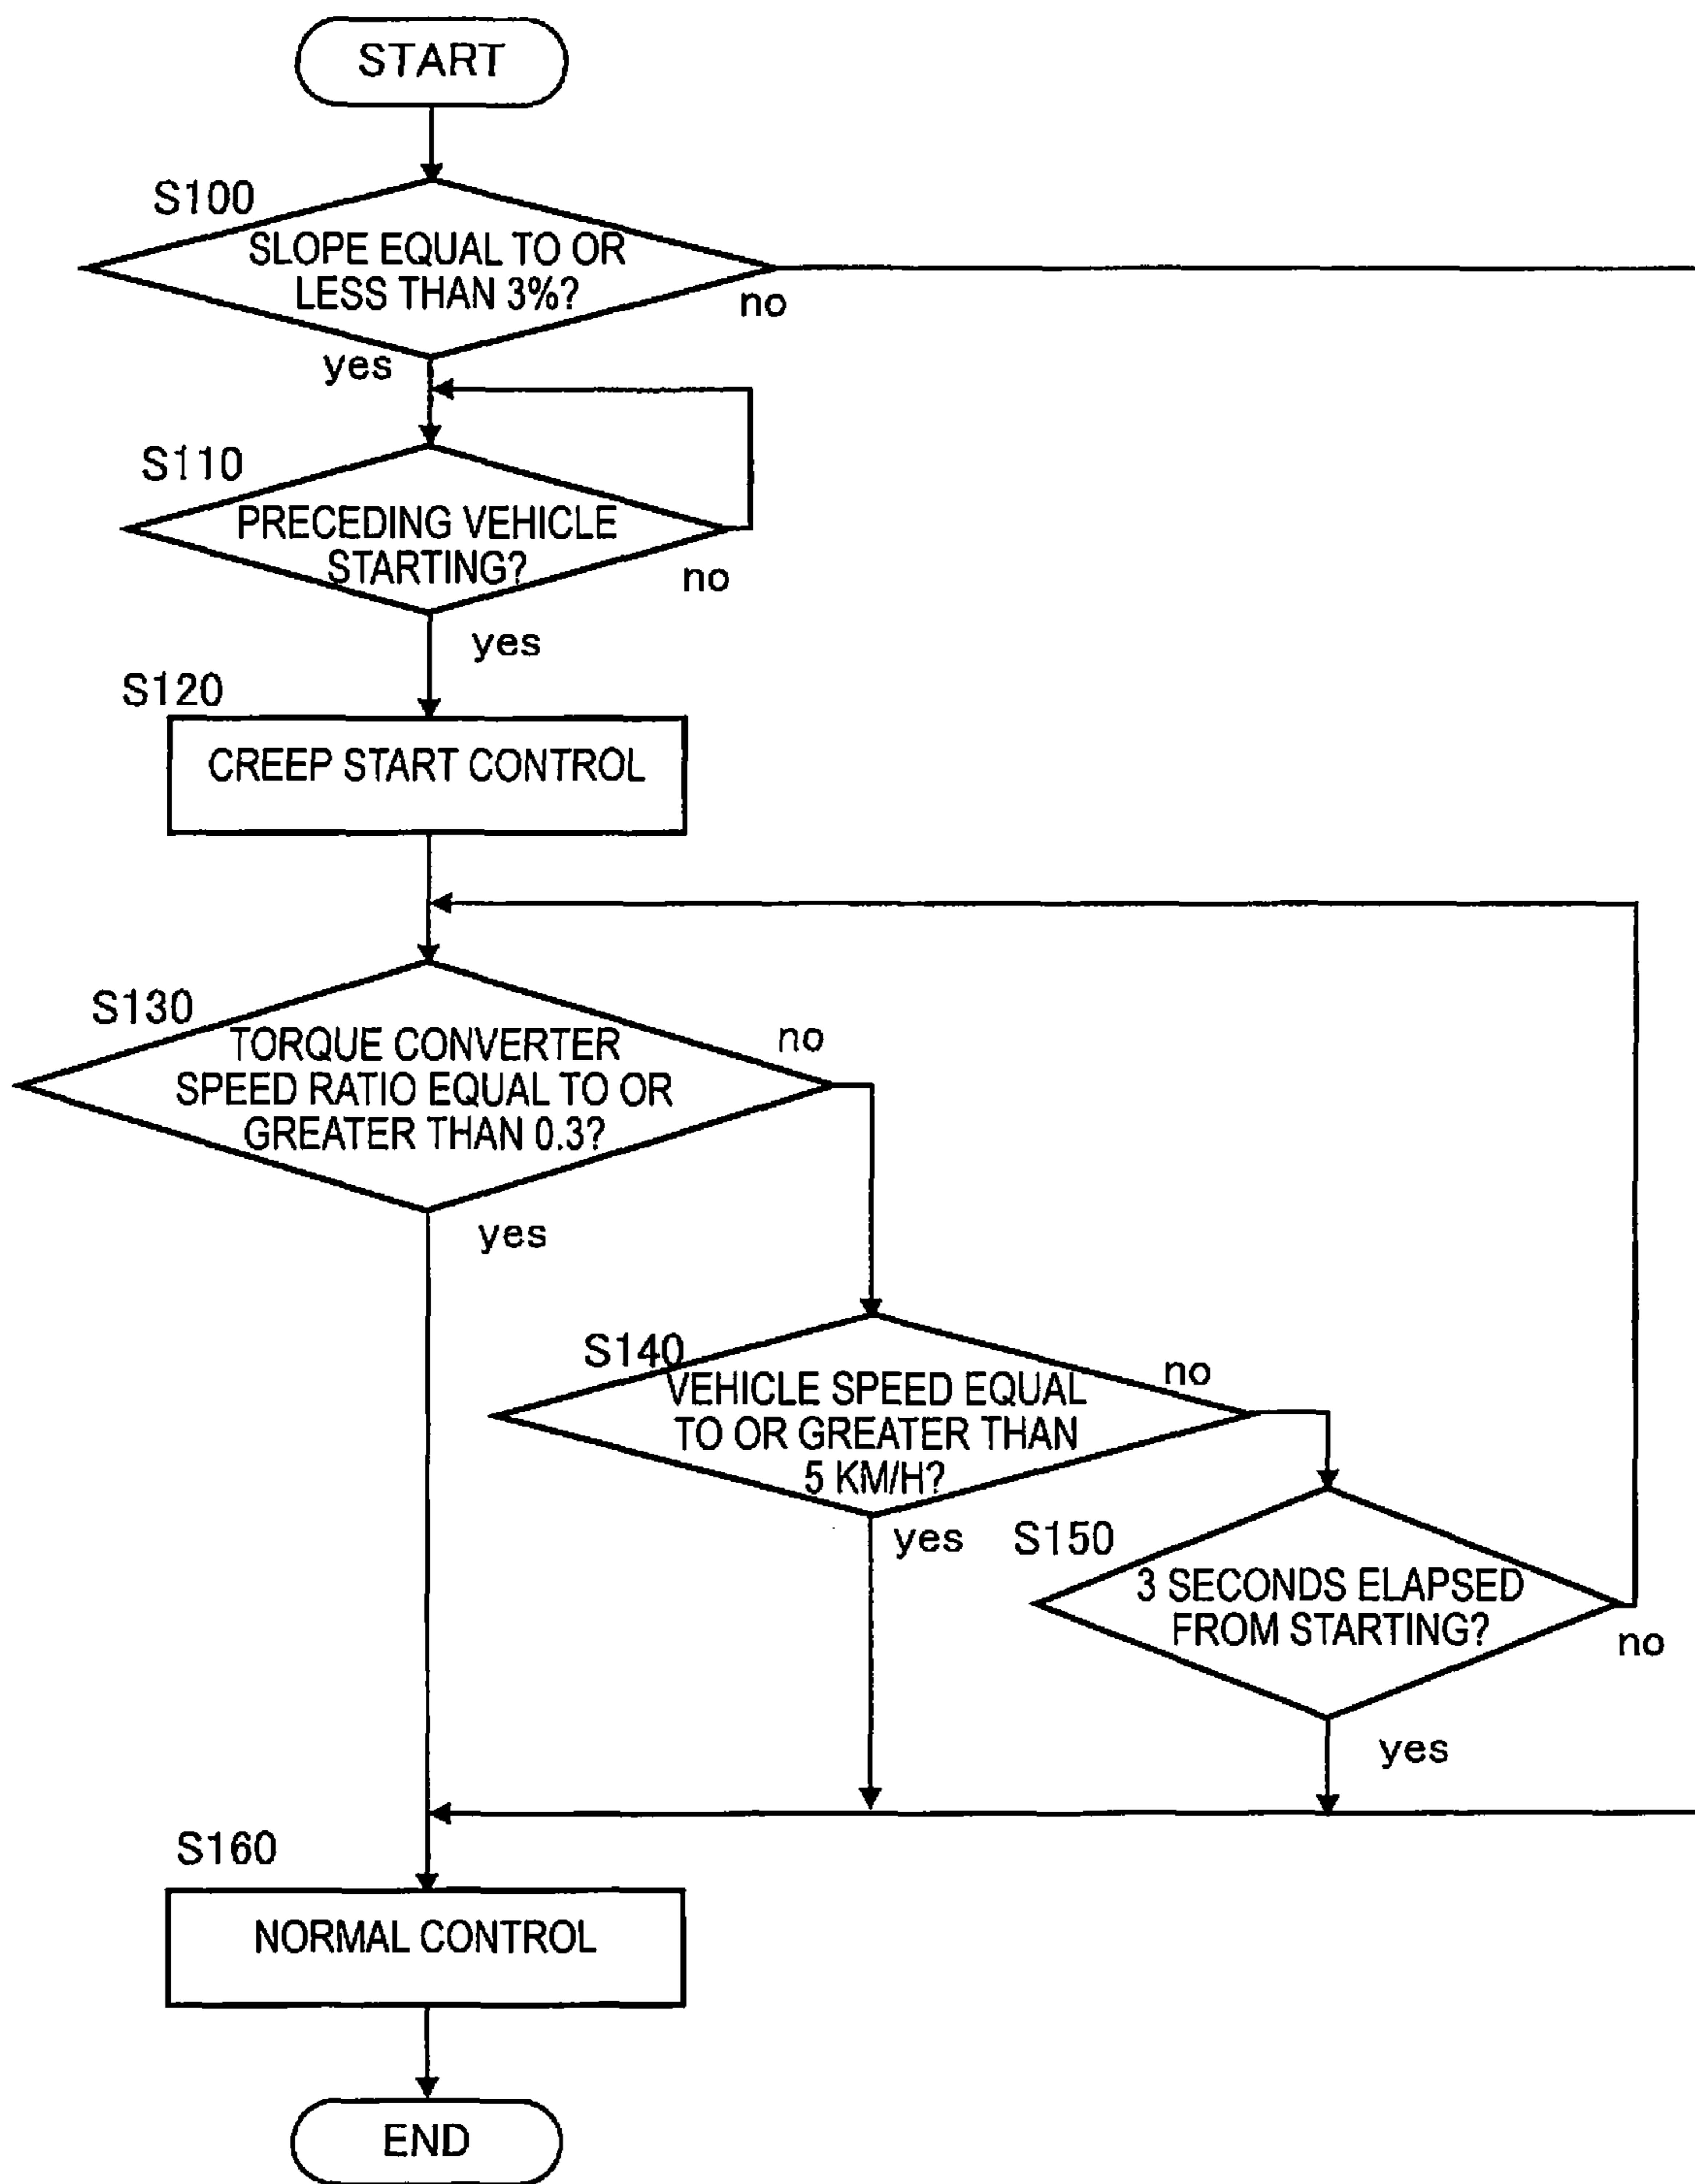 START
S100
SLOPE EQUAL TO OR
LESS THAN 3%?
no
yes
S110
PRECEDING VEHICLE
STARTING?
no
yes
S120
CREEP START CONTROL
S130
TORQUE CONVERTER
SPEED RATIO EQUAL TO OR
GREATER THAN 0.3?
no
yes
S140
VEHICLE SPEED EQUAL
TO OR GREATER THAN
5 KM/H?
no
yes
S150
3 SECONDS ELAPSED
FROM STARTING?
no
yes
S160
NORMAL CONTROL
END